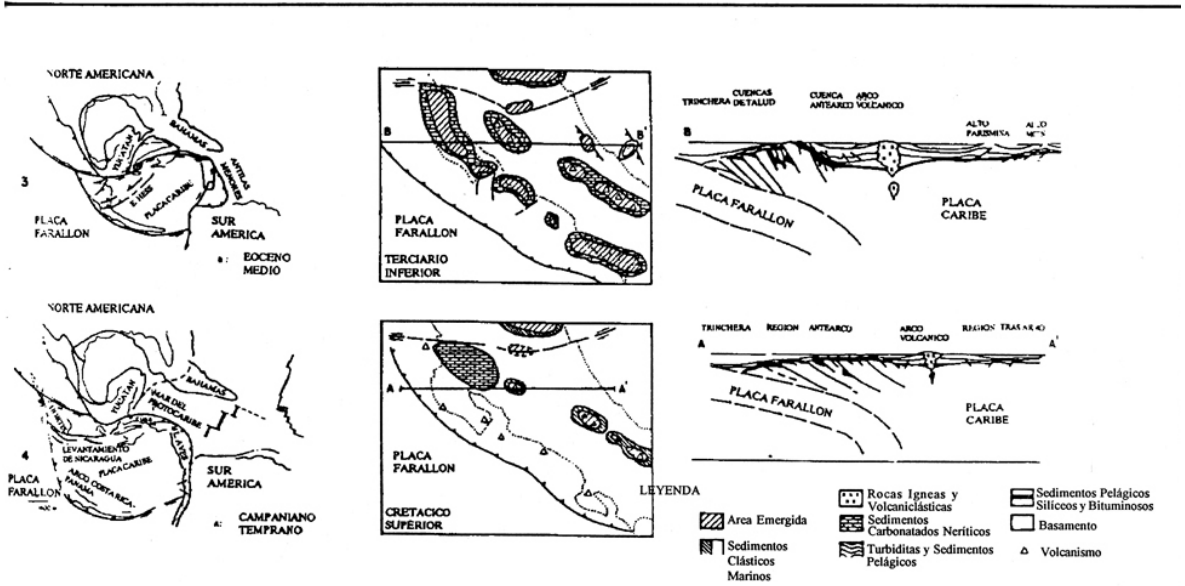 NORTE AMERICANA
YUCATAN
BAHAMAS
ANTILAS
MENORES
3
PLACA CARIBE
PLACA
FARALLON
SUR
AMERICA
EOCENO
MEDIO
B
B'
PLACA
FARALLON
TERCIARIO
INFERIOR
TRINCHERA
CUENCAS
DE TALUD
CUENCA
ANTEARCO
ARCO
VOLCANICO
ALTO
PARISMINA
B
PLACA FARALLON
PLACA
CARIBE
NORTE AMERICANA
YUCATAN
BAHAMAS
MAR DEL
PROTOCARIBE
4
LEVANTAMIENTO
DE NICARAGUA
PLACA CARIBE
ARCO COSTA RICA
PANAMA
PLACA
FARALLON
SUR
AMERICA
CAMPANIANO
TEMPRANO
A
A'
PLACA
FARALLON
CRETACICO
SUPERIOR
TRINCHERA
REGION ANTEARCO
ARCO
VOLCANICO
REGION
A
A'
PLACA FARALLON
PLACA
CARIBE
LEYENDA
Area Emergida
Sedimentos
Clásticos
Marinos
Rocas Igneas y
Volcaniclásticas
Sedimentos
Carbonatados Neríticos
Turbiditas y Sedimentos
Pelágicos
Sedimentos Pelágicos
Silíceos y Bituminosos
Basamento
Volcanismo